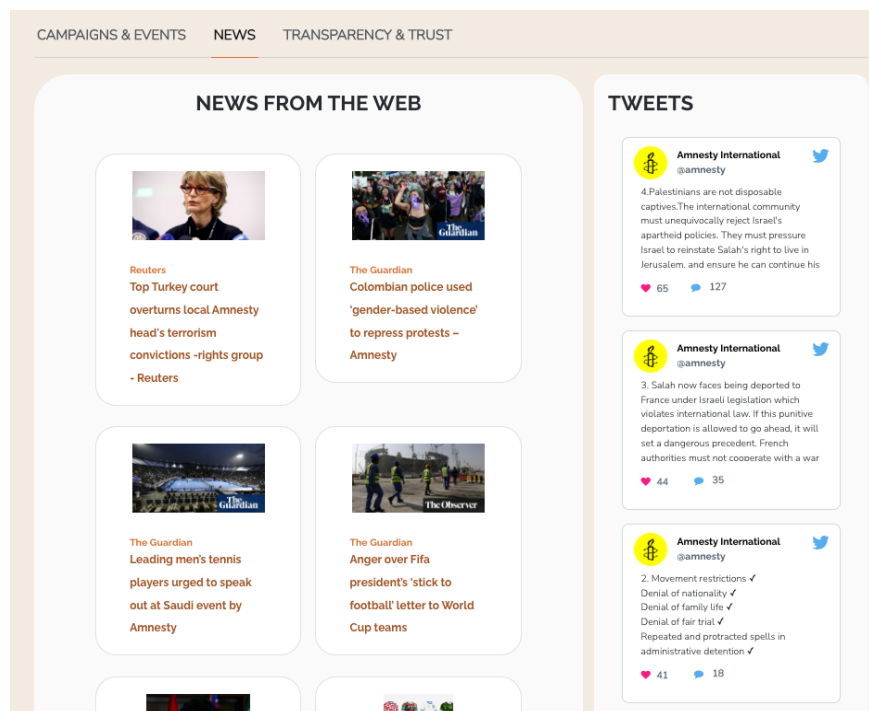 CAMPAIGNS & EVENTS NEWS TRANSPARENCY & TRUST
NEWS FROM THE WEB
Reuters
Top Turkey court
overturns local Amnesty
head's terrorism
convictions -rights group
- Reuters
The Guardian
The Guardian
Colombian police used
‘gender-based violence’
to repress protests –
Amnesty
The Guardian
The Guardian
Leading men’s tennis
players urged to speak
out at Saudi event by
Amnesty
The Observer
The Guardian
Anger over Fifa
president’s ‘stick to
football’ letter to World
Cup teams
TWEETS
Amnesty International
@amnesty
4.Palestinians are not disposable
captives.The international community
must unequivocally reject Israel's
apartheid policies. They must pressure
Israel to reinstate Salah's right to live in
Jerusalem, and ensure he can continue his
65 127
Amnesty International
@amnesty
3. Salah now faces being deported to
France under Israeli legislation which
violates international law. If this punitive
deportation is allowed to go ahead, it will
set a dangerous precedent. French
authorities must not cooperate with a war
44 35
Amnesty International
@amnesty
2. Movement restrictions ✓
Denial of nationality ✓
Denial of family life ✓
Denial of fair trial ✓
Repeated and protracted spells in
administrative detention ✓
41 18